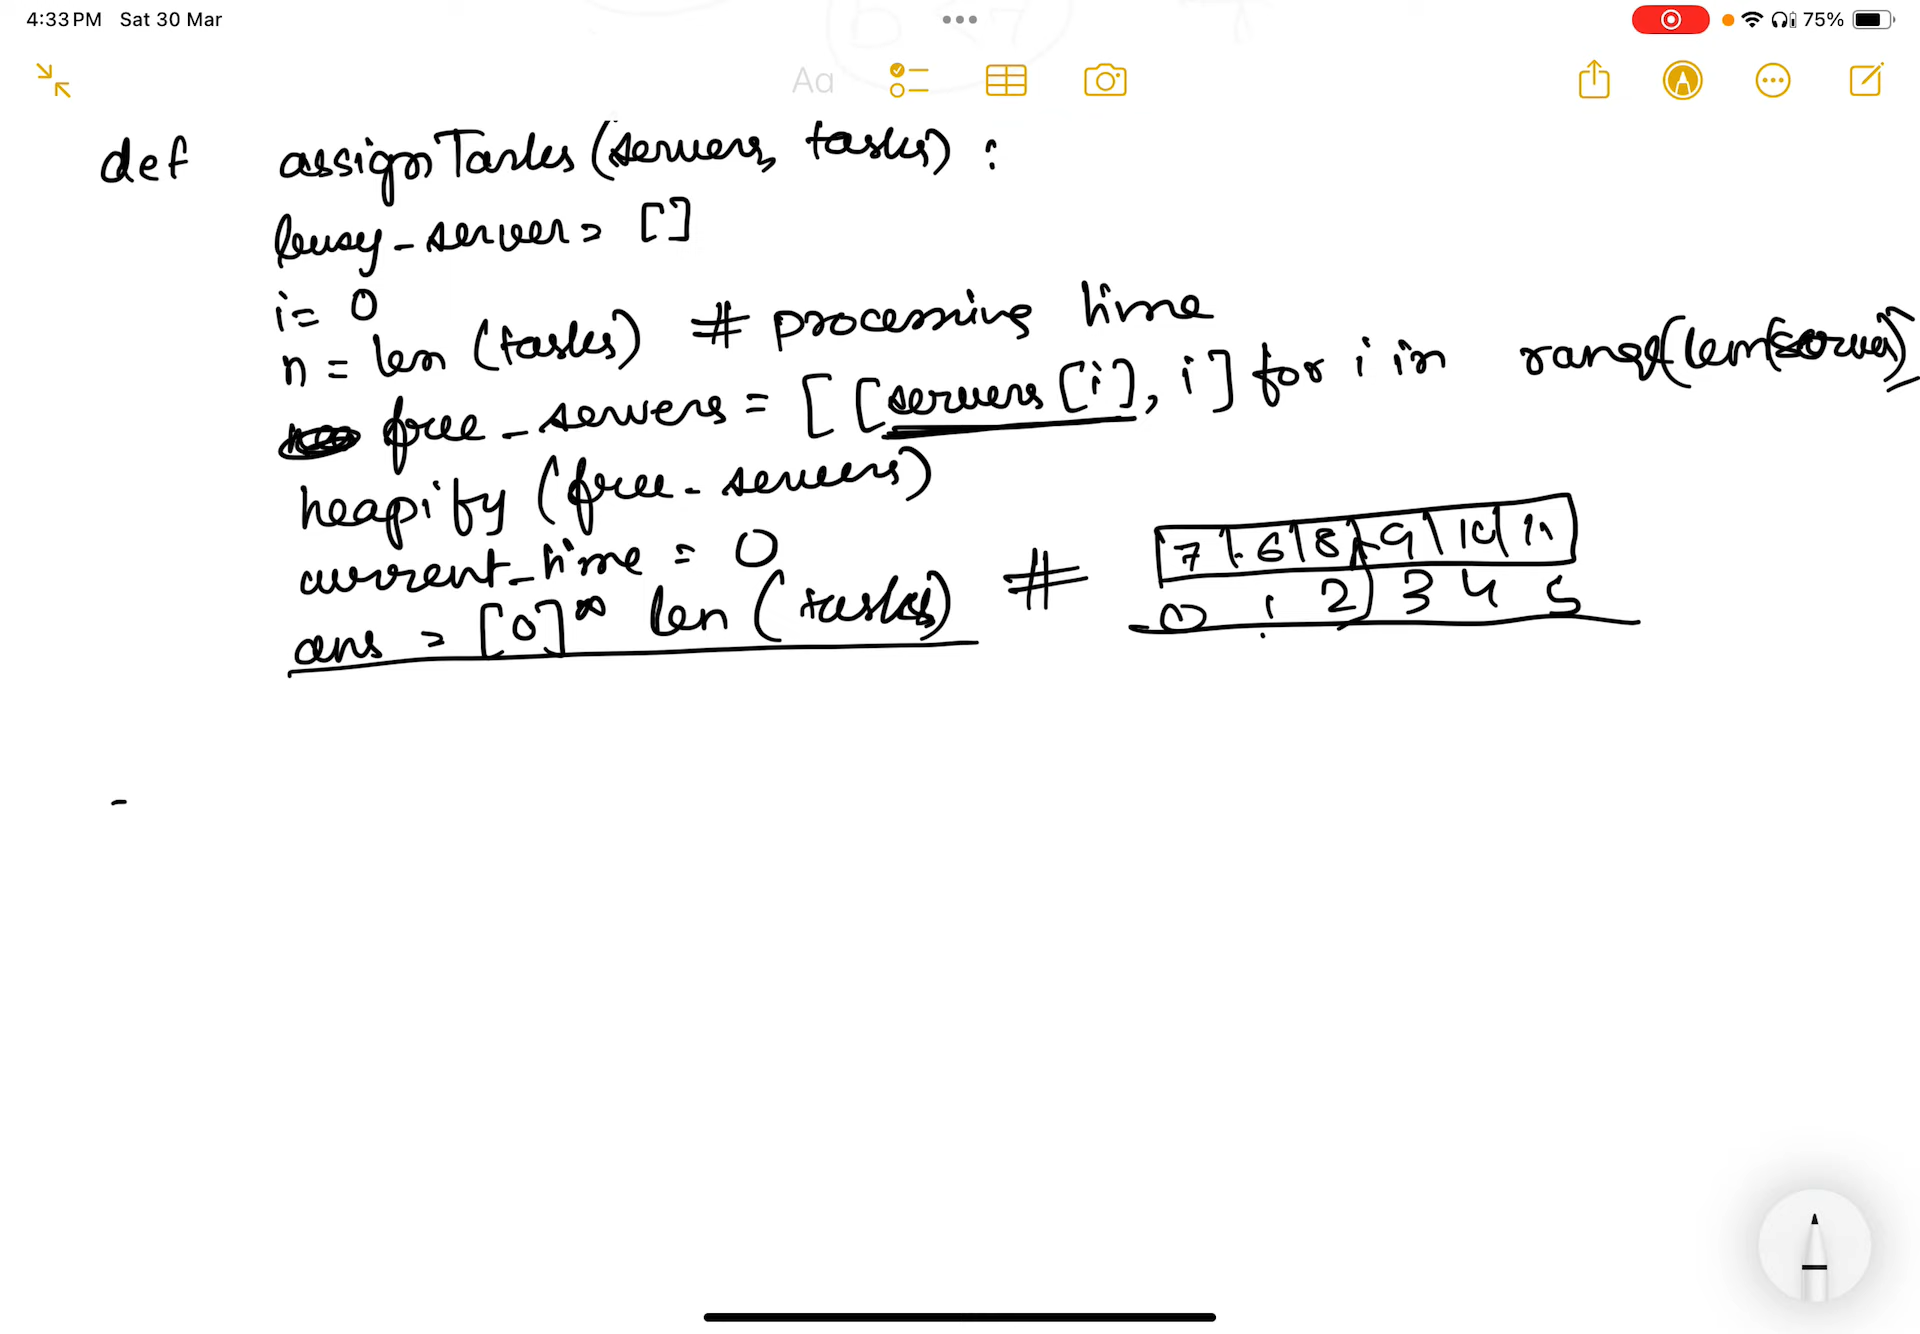 4:33 PM Sat 30 Mar
75%
Aa
def assignTasks (servers, tasks) :
busy_server = []
i = 0
n = len (tasks) # processing time
free_servers = [ [servers [i], i] for i in range(len(server))
heapify (free_servers)
current_time = 0
ans = [0] * len (tasks) #
7 6 8 9 10 11
0 1 2 3 4 5